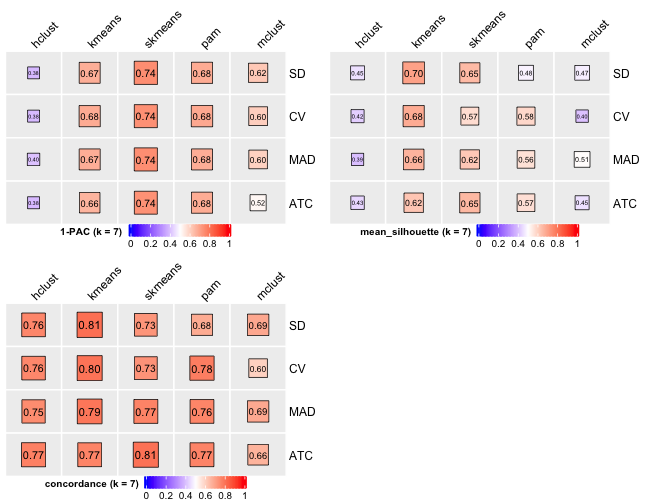 hclust kmeans skmeans pam mclust
0.38 0.67 0.74 0.68 0.62 SD
0.38 0.68 0.74 0.68 0.60 CV
0.40 0.67 0.74 0.68 0.60 MAD
0.38 0.66 0.74 0.68 0.52 ATC
1-PAC (k = 7)
0 0.2 0.4 0.6 0.8 1
hclust kmeans skmeans pam mclust
0.45 0.70 0.65 0.48 0.47 SD
0.42 0.68 0.57 0.58 0.40 CV
0.39 0.66 0.62 0.56 0.51 MAD
0.43 0.62 0.65 0.57 0.45 ATC
mean_silhouette (k = 7)
0 0.2 0.4 0.6 0.8 1
hclust kmeans skmeans pam mclust
0.76 0.81 0.73 0.68 0.69 SD
0.76 0.80 0.73 0.78 0.60 CV
0.75 0.79 0.77 0.76 0.69 MAD
0.77 0.77 0.81 0.77 0.66 ATC
concordance (k = 7)
0 0.2 0.4 0.6 0.8 1